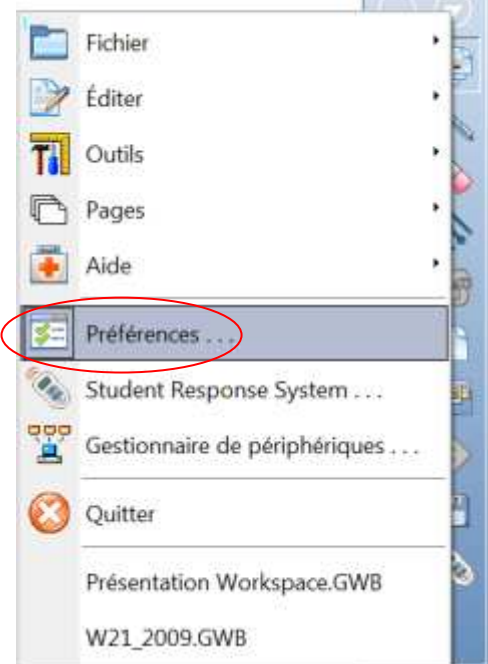 Fichier
Éditer
Outils
Pages
Aide
Préférences . . .
Student Response System . . .
Gestionnaire de périphériques . . .
Quitter
Présentation Workspace.GWB
W21_2009.GWB